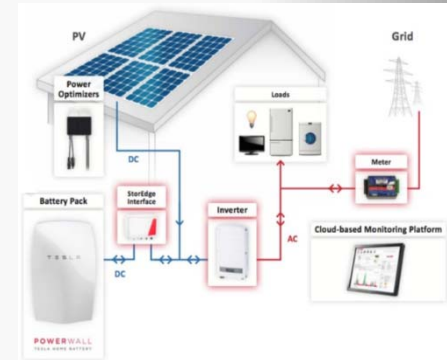 PV
Grid
Power
Optimizers
Loads
DC
Meter
Battery Pack
StorEdge
Interface
Inverter
AC
Cloud-based Monitoring Platform
TESLA
DC
POWERWALL
TESLA HOME BATTERY